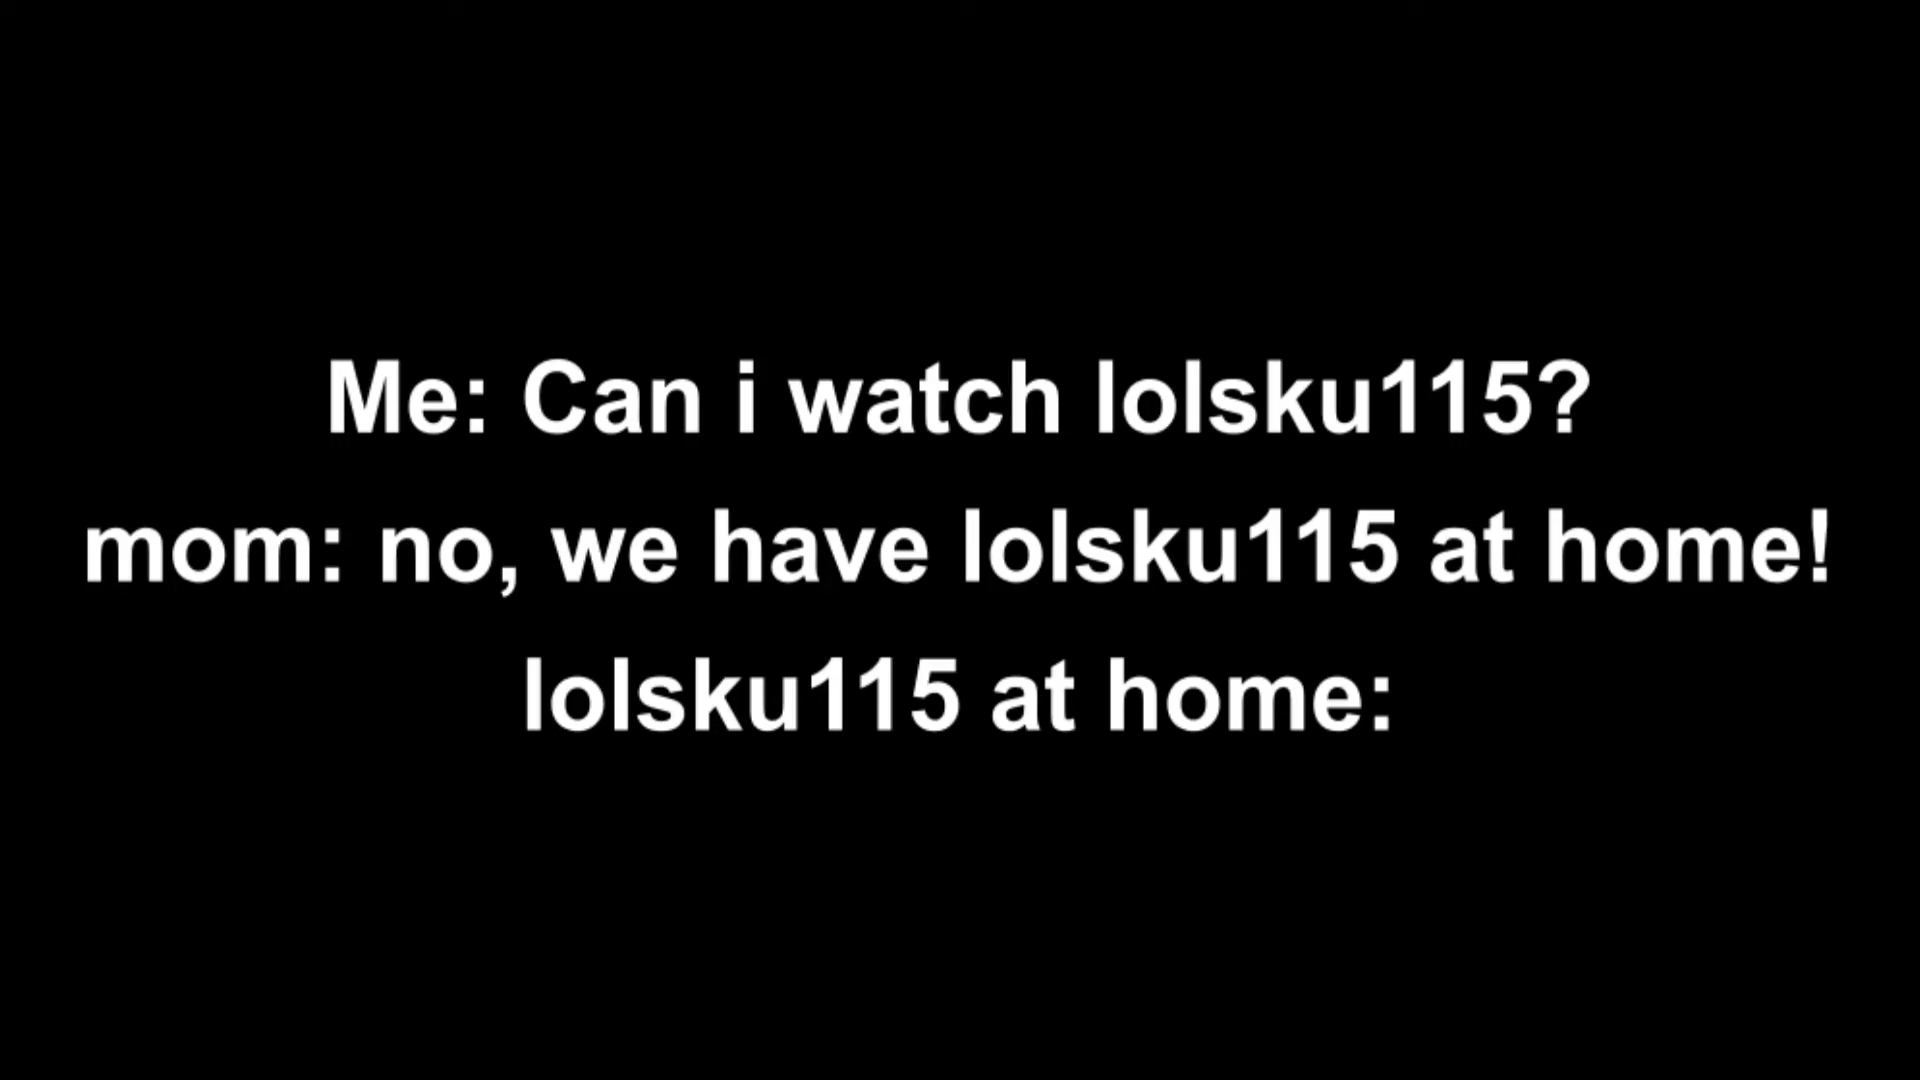 Me: Can i watch lolsku115?
mom: no, we have lolsku115 at home!
lolsku115 at home: